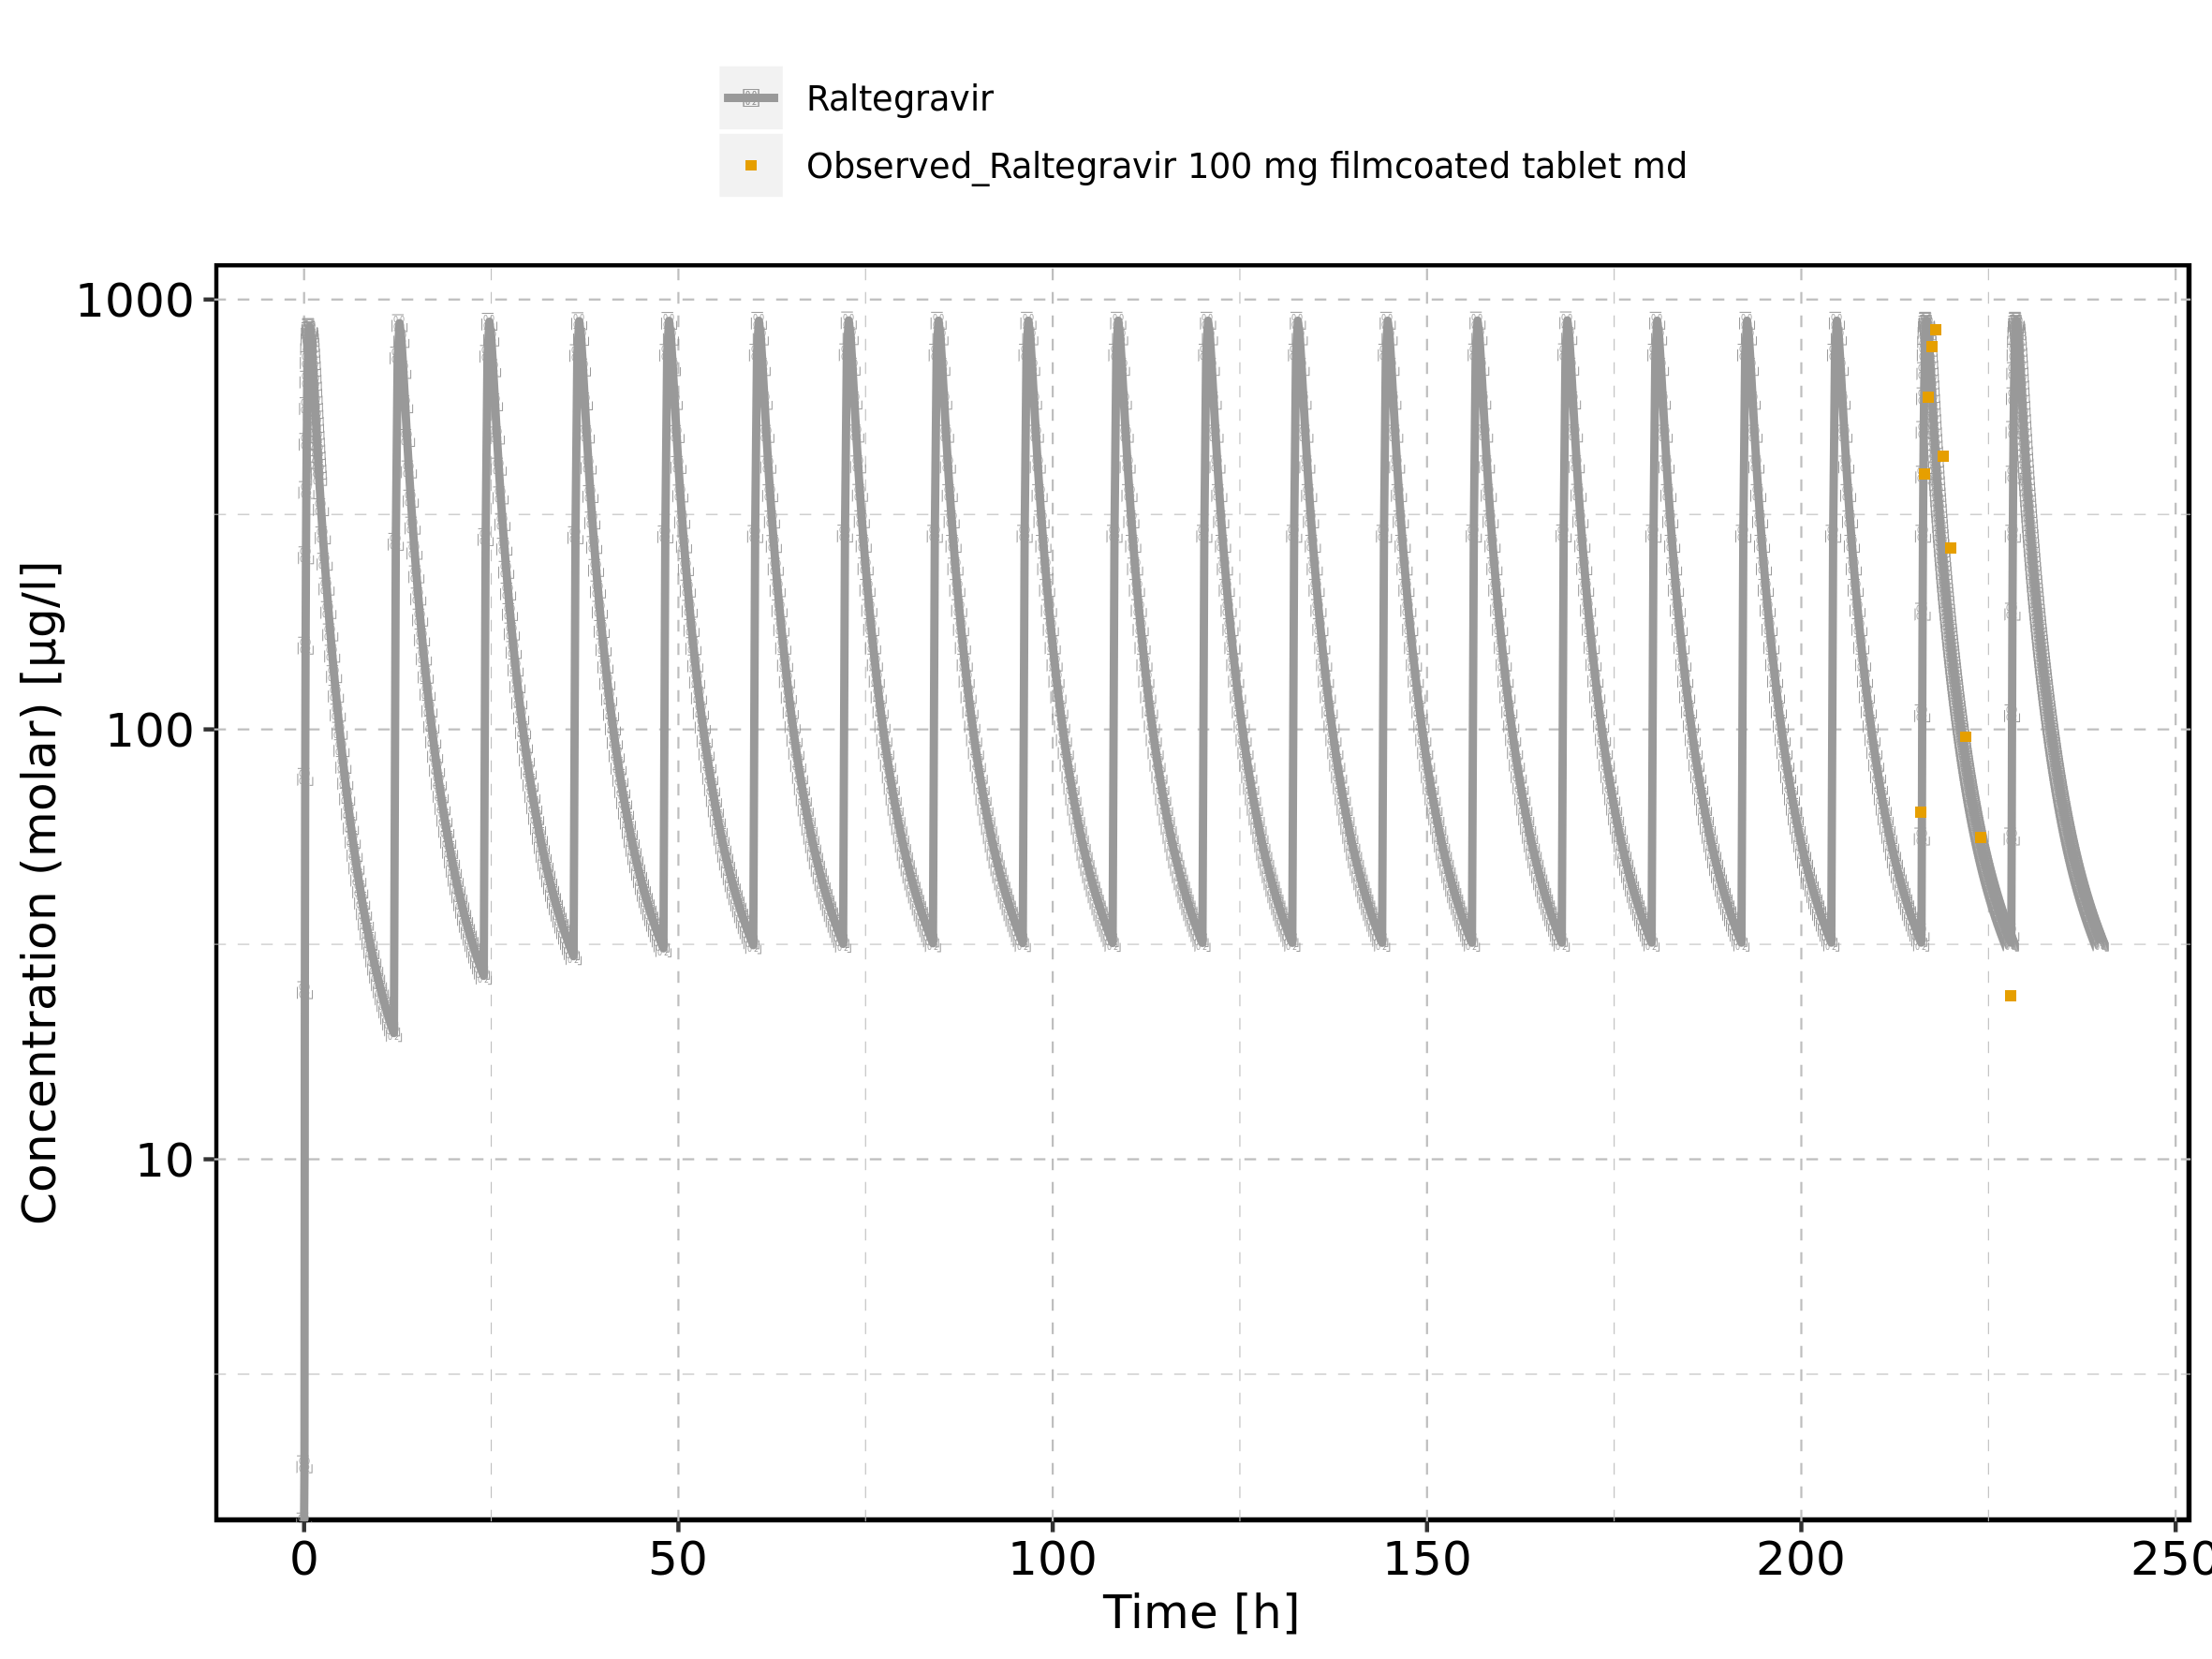 Raltegravir
Observed_Raltegravir 100 mg filmcoated tablet md
1000
100
10
Concentration (molar) [µg/l]
0 50 100 150 200 250
Time [h]